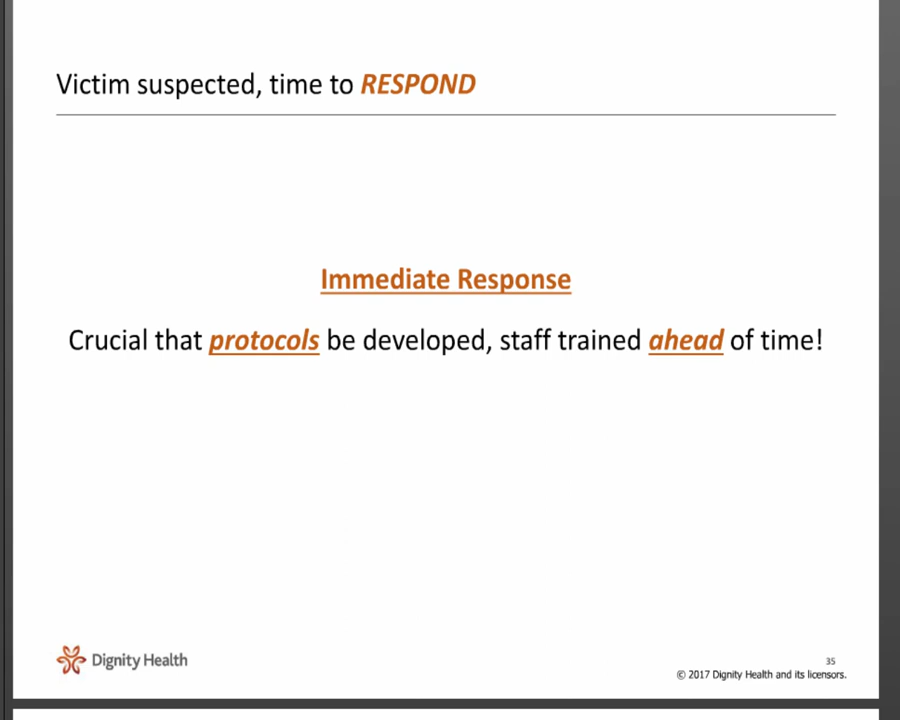 Victim suspected, time to RESPOND
Immediate Response
Crucial that protocols be developed, staff trained ahead of time!
Dignity Health
35
© 2017 Dignity Health and its licensors.